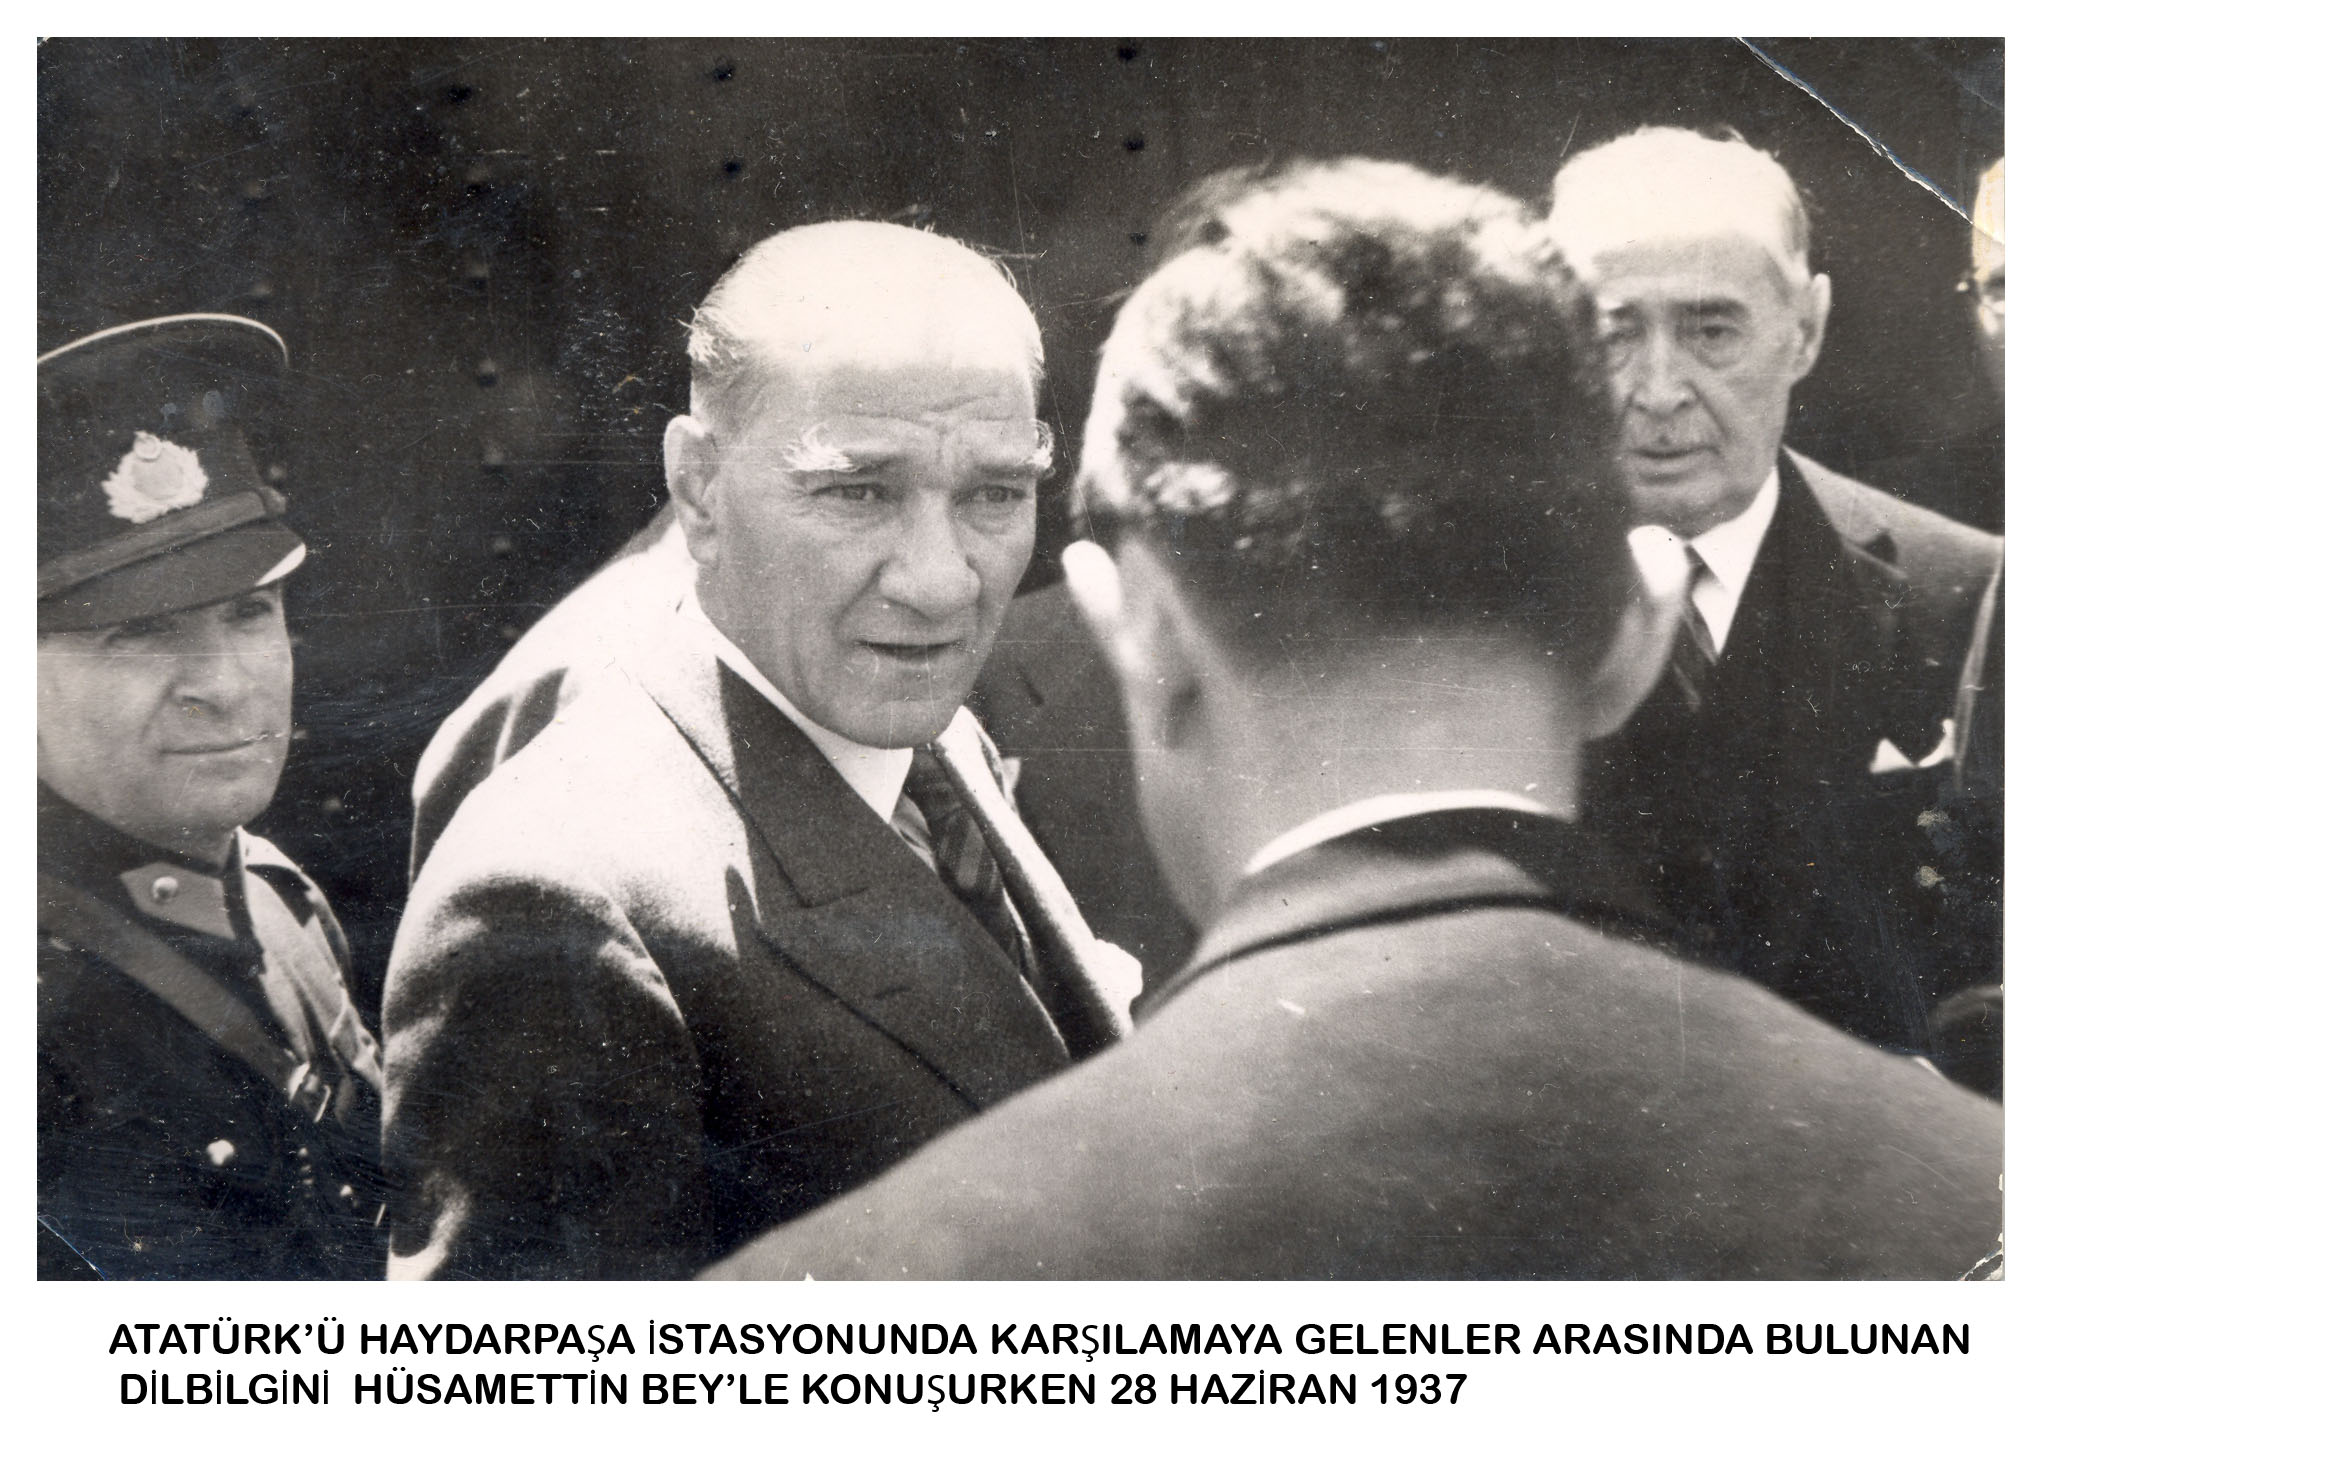 ATATÜRK’Ü HAYDARPAŞA İSTASYONUNDA KARŞILAMAYA GELENLER ARASINDA BULUNAN
DİLBİLGİNİ HÜSAMETTİN BEY’LE KONUŞURKEN 28 HAZİRAN 1937